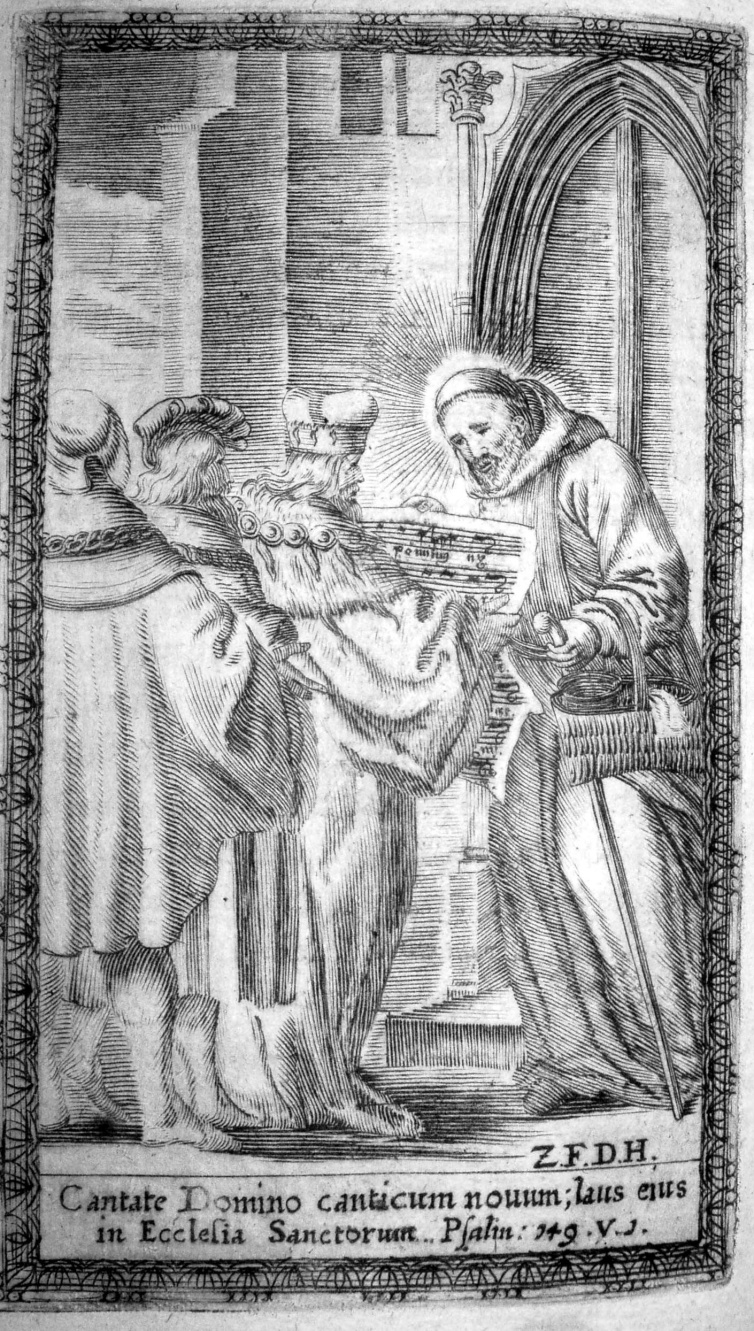 Z.F.D.H.
Cantate Domino canticum nouum; laus eius
in Ecclesia Sanctorum. Psalm: 149. V. 1.